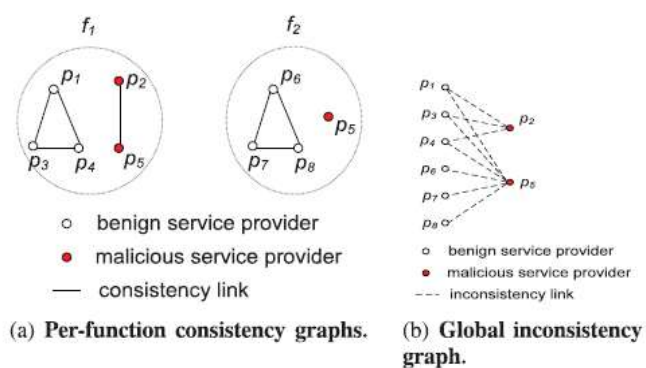 f1
f2
p1
p2
p3
p4
p5
p6
p5
p7
p8
benign service provider
malicious service provider
consistency link
(a) Per-function consistency graphs.
p1
p3
p2
p4
p6
p5
p7
p8
benign service provider
malicious service provider
inconsistency link
(b) Global inconsistency
graph.